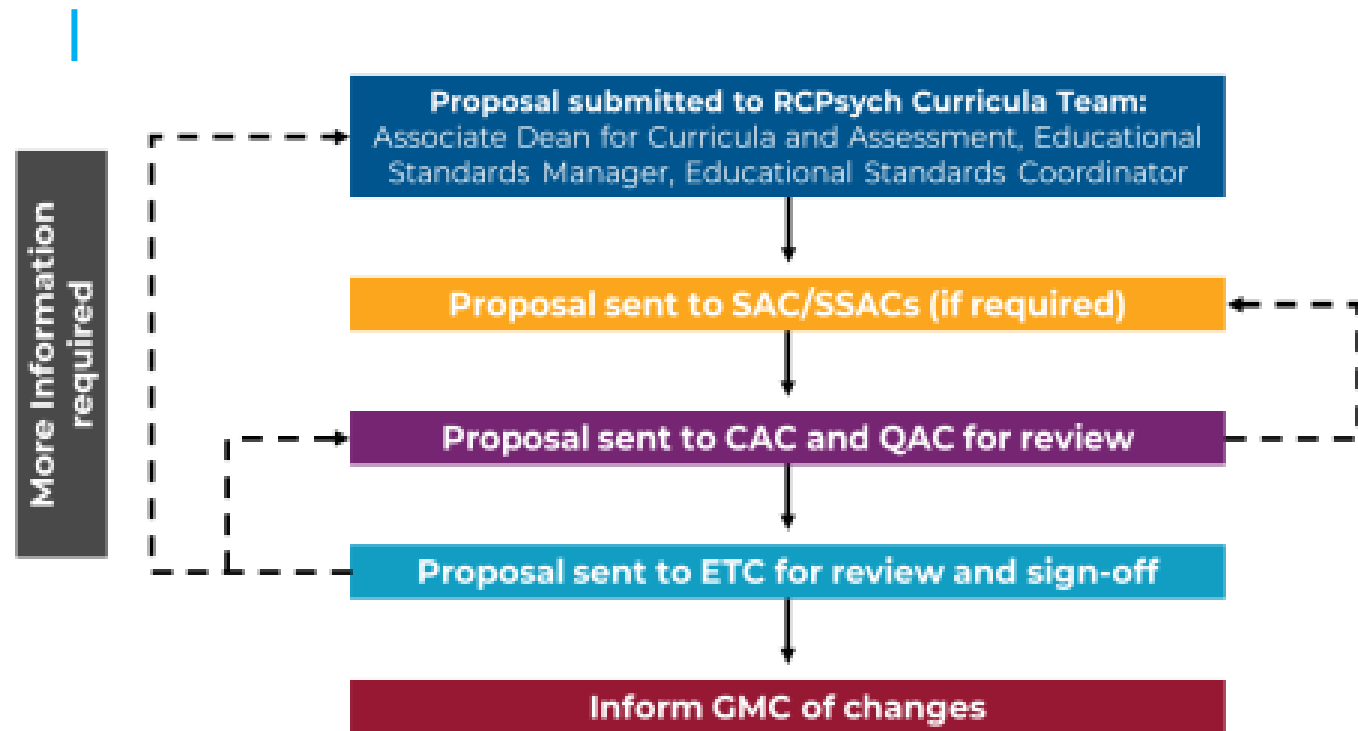 Proposal submitted to RCPsych Curricula Team:
Associate Dean for Curricula and Assessment, Educational
Standards Manager, Educational Standards Coordinator
More Information
required
Proposal sent to SAC/SSACs (if required)
Proposal sent to CAC and QAC for review
Proposal sent to ETC for review and sign-off
Inform GMC of changes